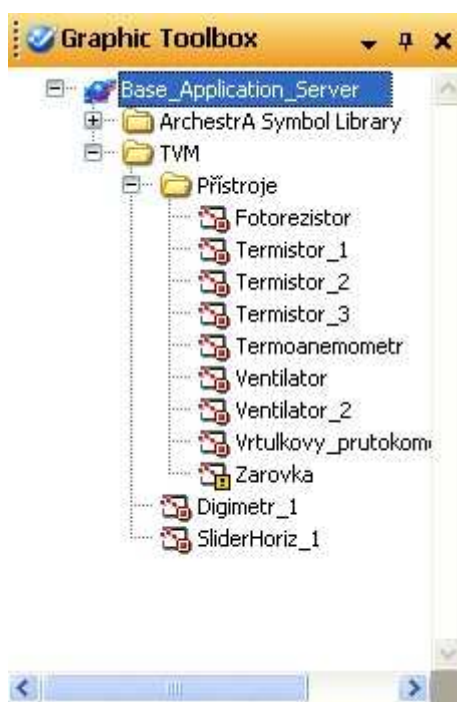 Graphic Toolbox
Base_Application_Server
ArchestrA Symbol Library
TVM
Přístroje
Fotorezistor
Termistor_1
Termistor_2
Termistor_3
Termoanemometr
Ventilator
Ventilator_2
Vrtulkovy_prutokom
Zarovka
Digimetr_1
SliderHoriz_1